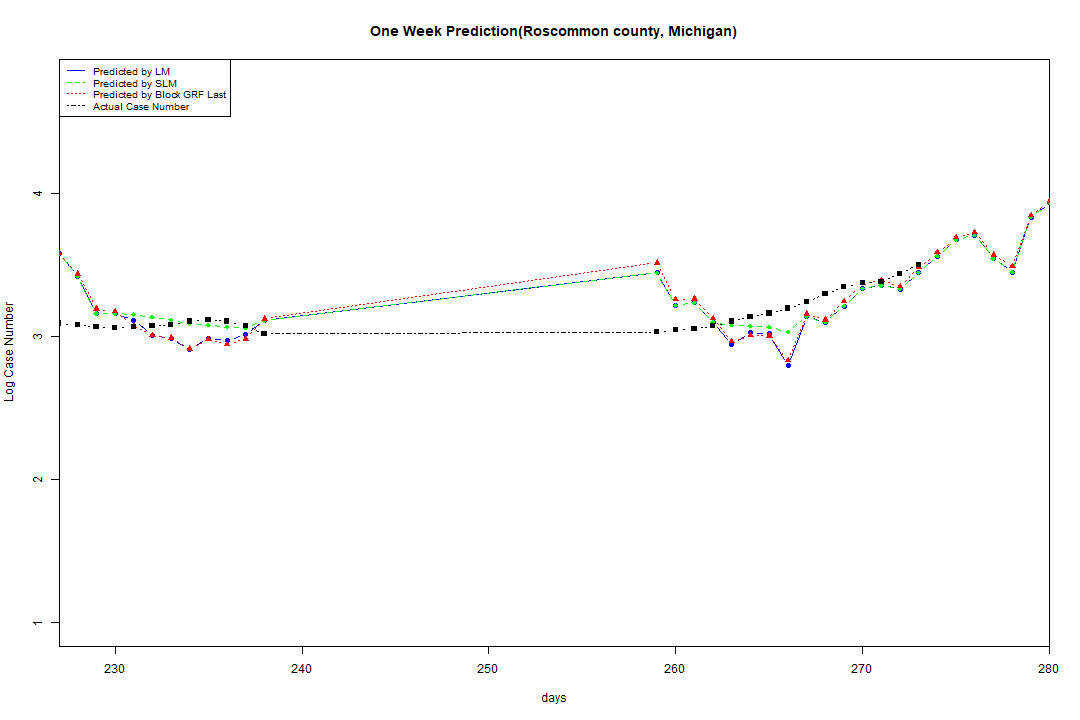 One Week Prediction(Roscommon county, Michigan)
Predicted by LM
Predicted by SLM
Predicted by Block GRF Last
Actual Case Number
Log Case Number
4
3
2
1
230 240 250 260 270 280
days